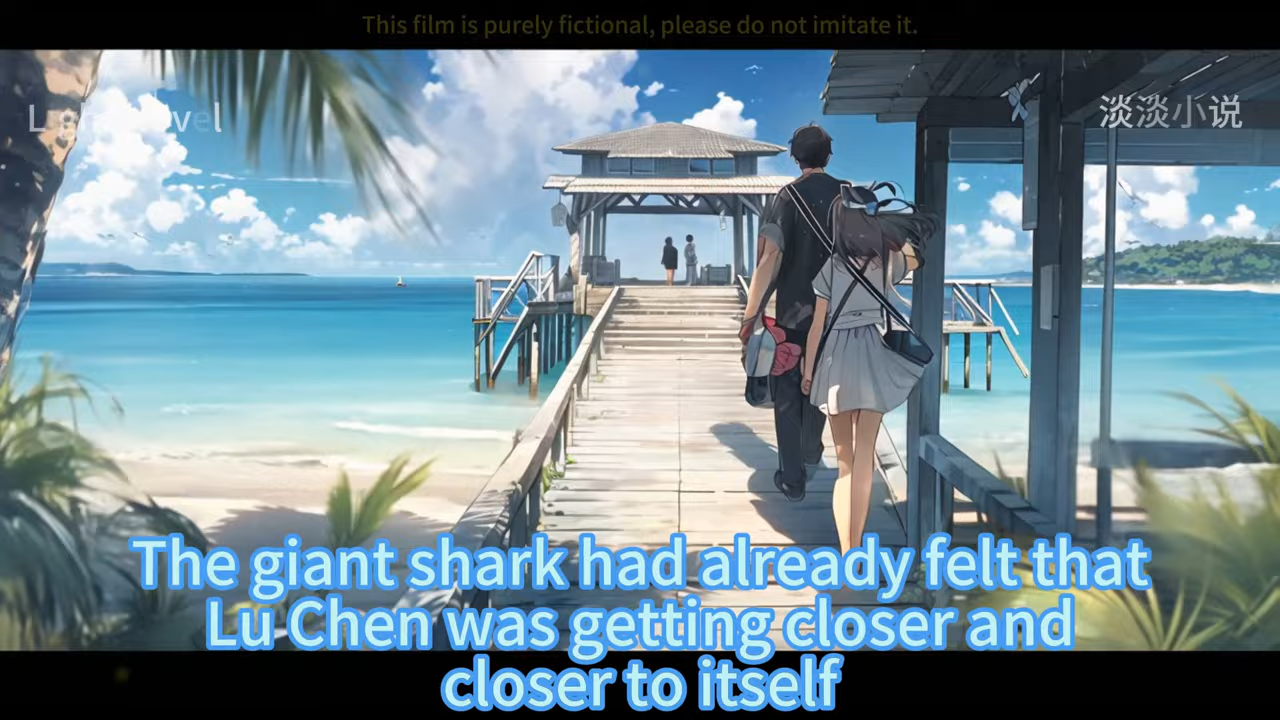 This film is purely fictional, please do not imitate it.
淡淡小说
The giant shark had already felt that
Lu Chen was getting closer and
closer to itself